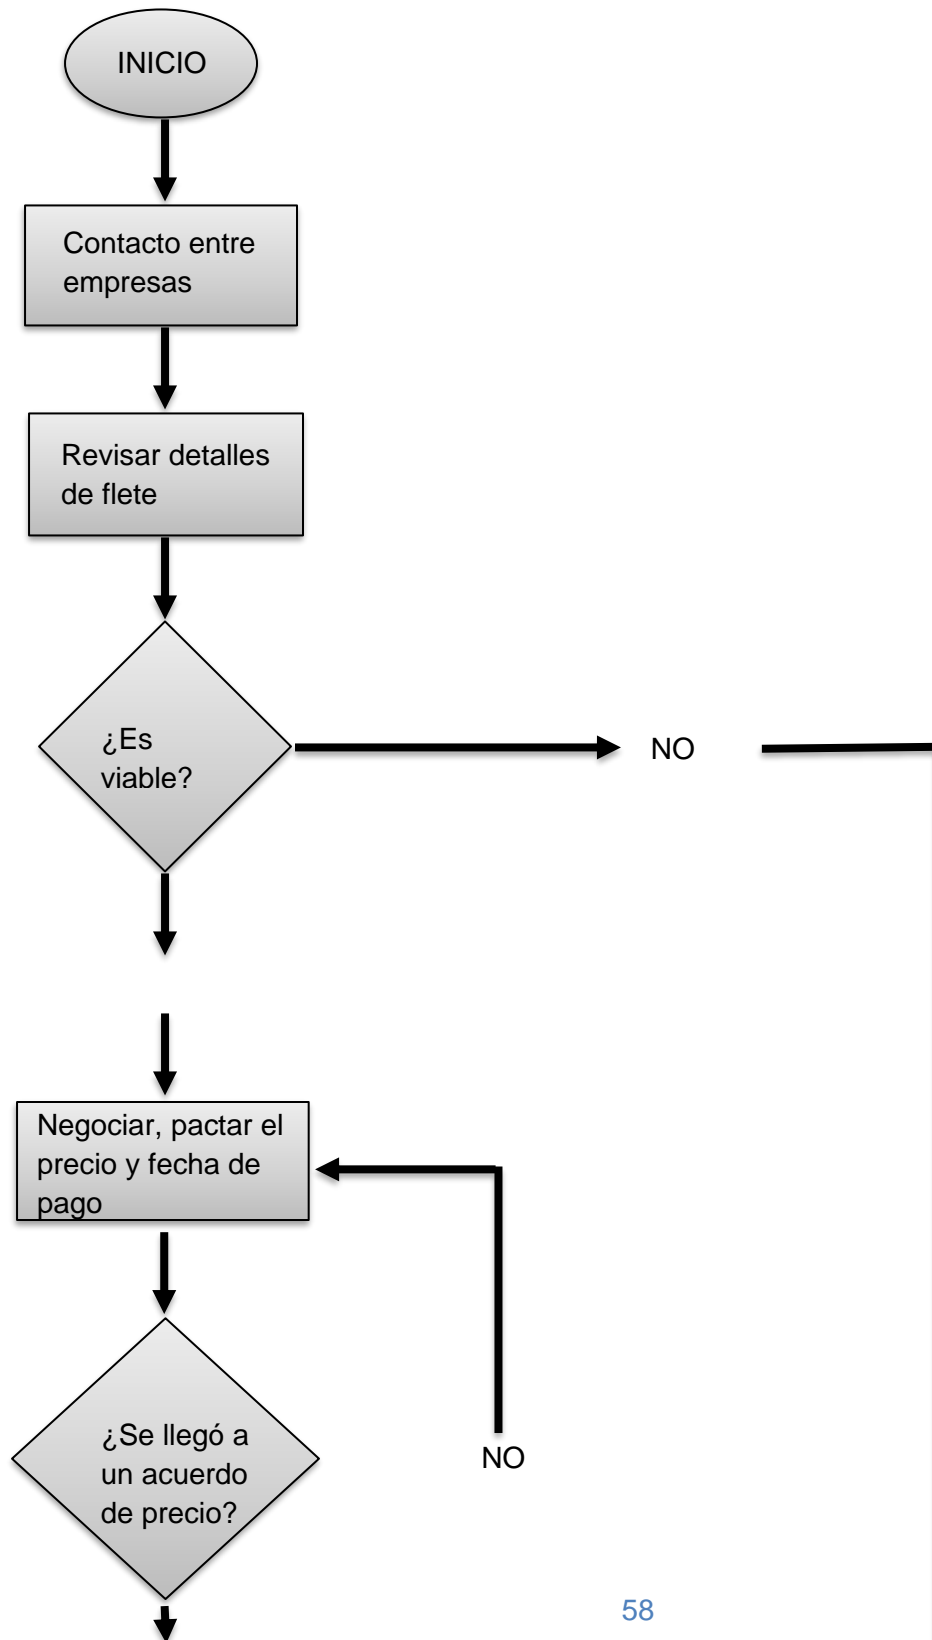 INICIO
Contacto entre
empresas
Revisar detalles
de flete
¿Es
viable?
NO
Negociar, pactar el
precio y fecha de
pago
¿Se llegó a
un acuerdo
de precio?
NO
58